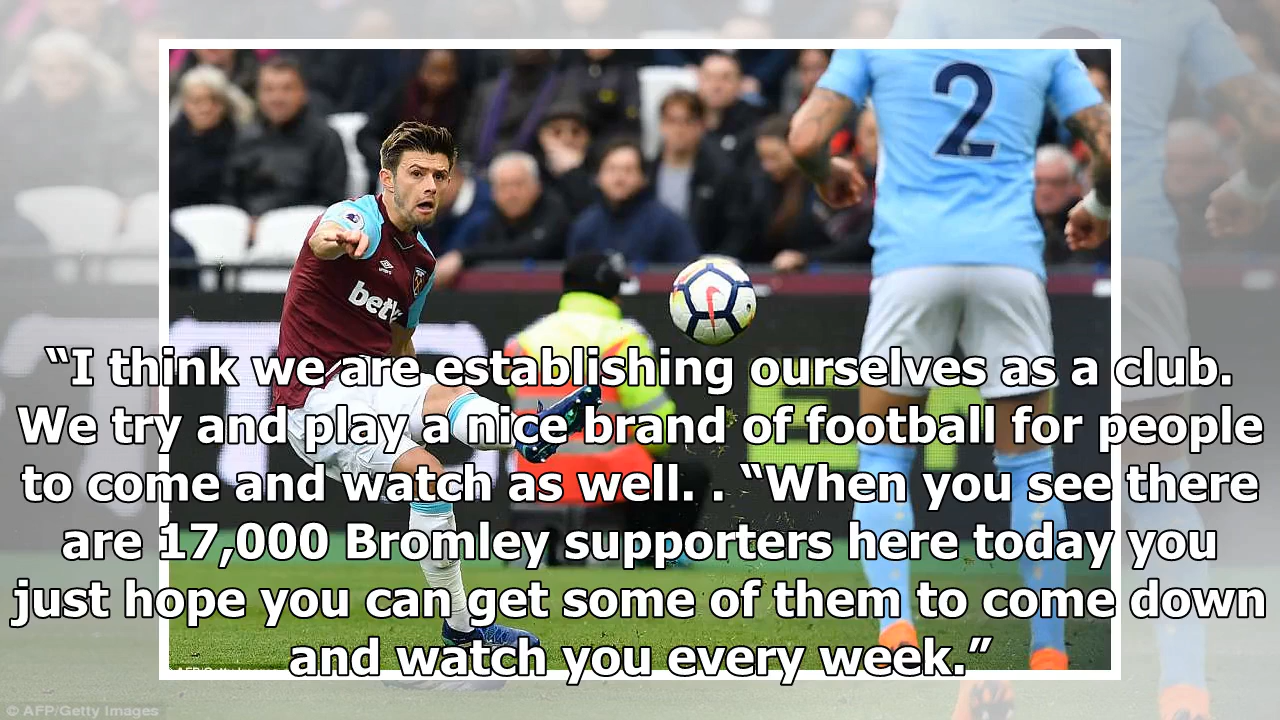 2
betw
“I think we are establishing ourselves as a club.
We try and play a nice brand of football for people
to come and watch as well. . “When you see there
are 17,000 Bromley supporters here today you
just hope you can get some of them to come down
and watch you every week.”
© AFP/Getty Images